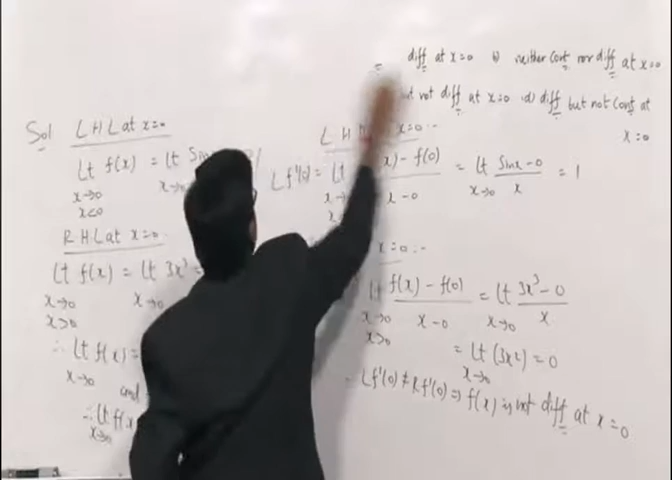 diff at x=0 b) neither Cont nor diff at x=0
but not diff at x=0 d) diff but not Cont at
x=0
Sol LHL at x=0
Lt f(x) = Lt Sin
x→0
x<0
RHL at x=0
Lt f(x) = Lt 3x³ =
x→0 x→0
x>0
∴ Lt f(x) =
x→0
and
∴ Lt f(x
x→0
L H x=0 :-
Lf'(0) = Lt x) - f(0) / x-0 = Lt Sinx-0 / x = 1
x→0
x=0 :-
Lt f(x) - f(0) / x-0 = Lt 3x³-0 / x
x→0 x→0
x>0
= Lt (3x²) = 0
x→0
Lf'(0) ≠ Rf'(0) ⇒ f(x) is not diff at x=0